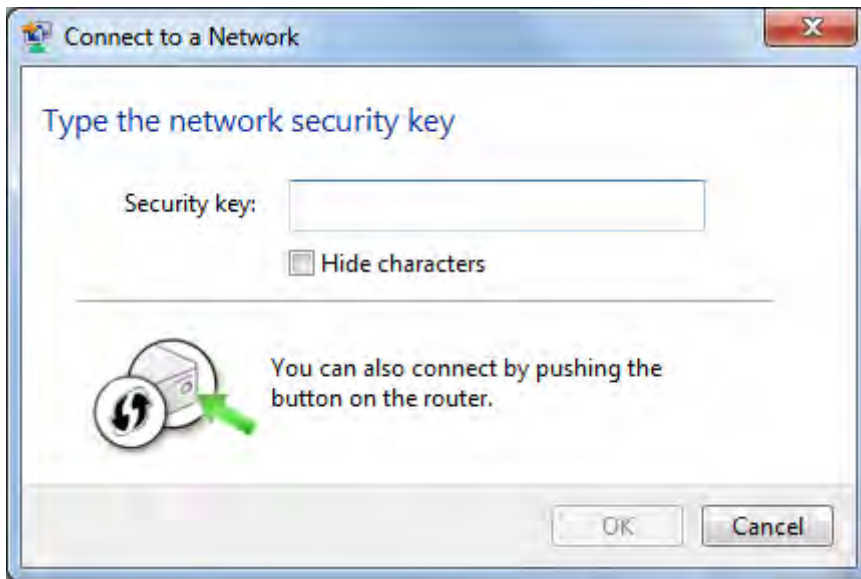 Connect to a Network
Type the network security key
Security key:
Hide characters
You can also connect by pushing the
button on the router.
OK
Cancel